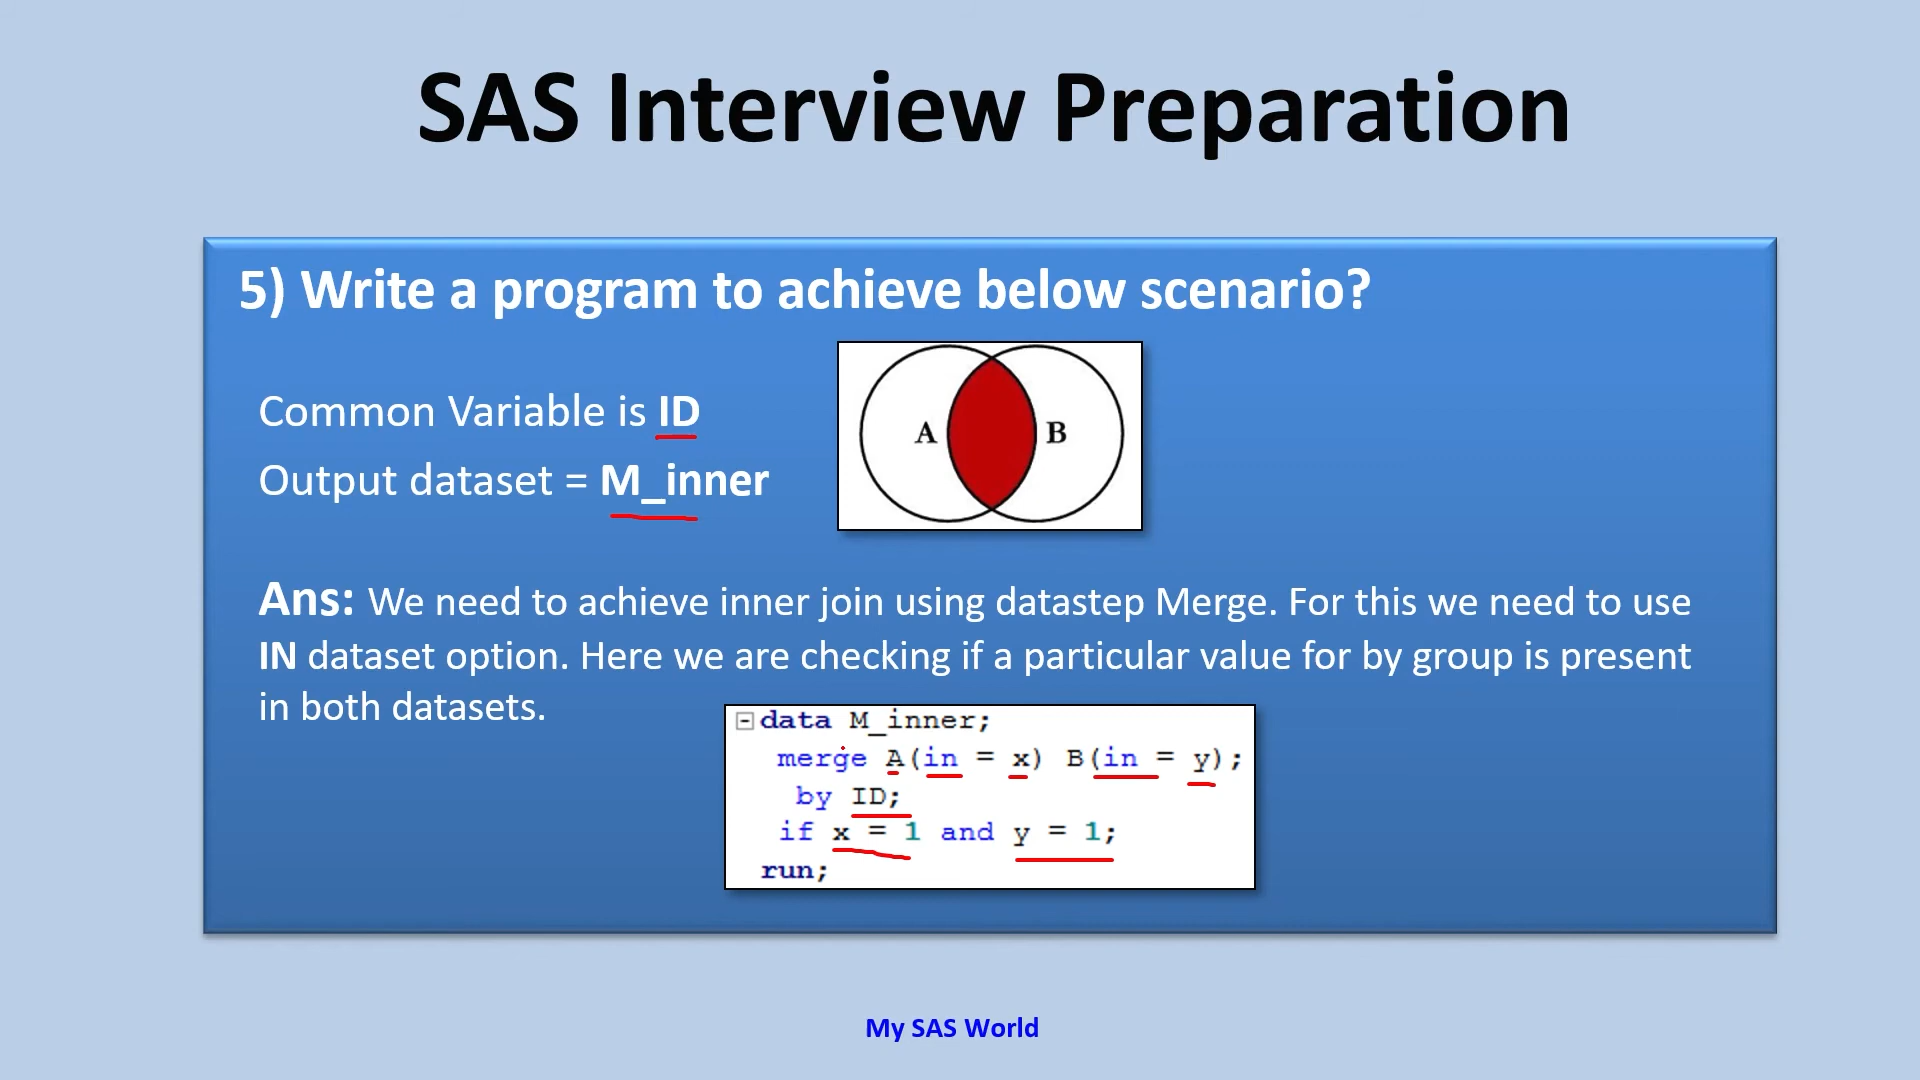 SAS Interview Preparation
5) Write a program to achieve below scenario?
Common Variable is ID
Output dataset = M_inner
A B
Ans: We need to achieve inner join using datastep Merge. For this we need to use
IN dataset option. Here we are checking if a particular value for by group is present
in both datasets.
data M_inner;
merge A(in = x) B(in = y);
by ID;
if x = 1 and y = 1;
run;
My SAS World